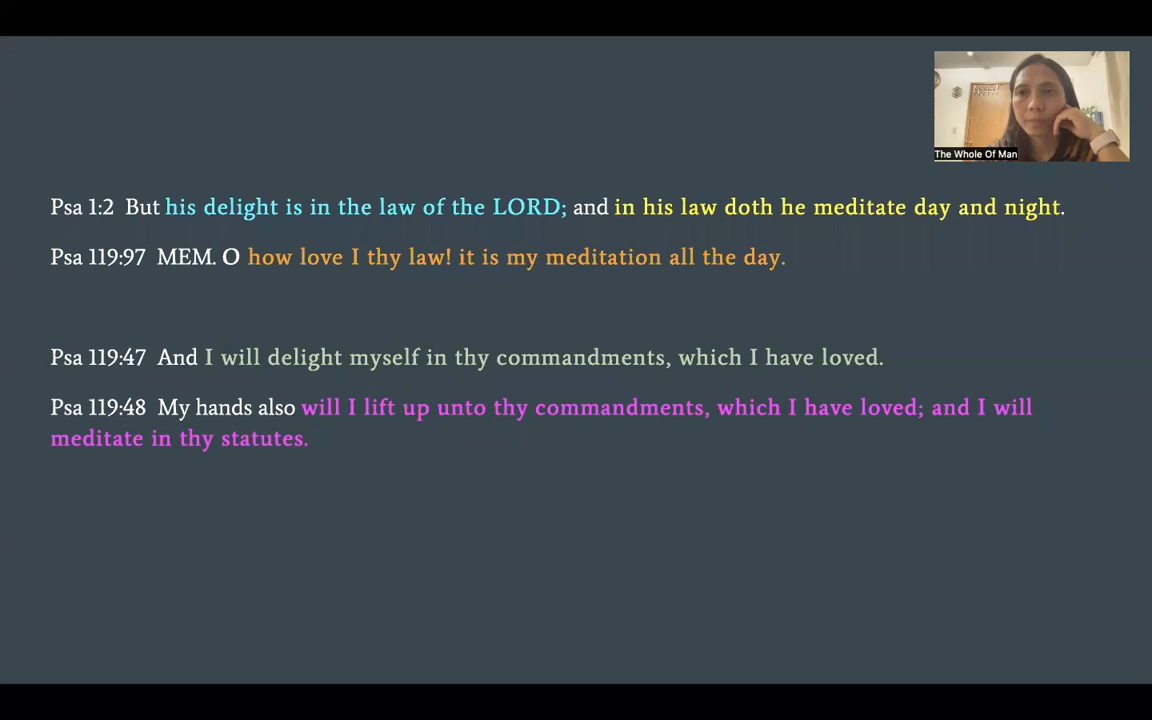 The Whole Of Man
Psa 1:2 But his delight is in the law of the LORD; and in his law doth he meditate day and night.
Psa 119:97 MEM. O how love I thy law! it is my meditation all the day.
Psa 119:47 And I will delight myself in thy commandments, which I have loved.
Psa 119:48 My hands also will I lift up unto thy commandments, which I have loved; and I will
meditate in thy statutes.